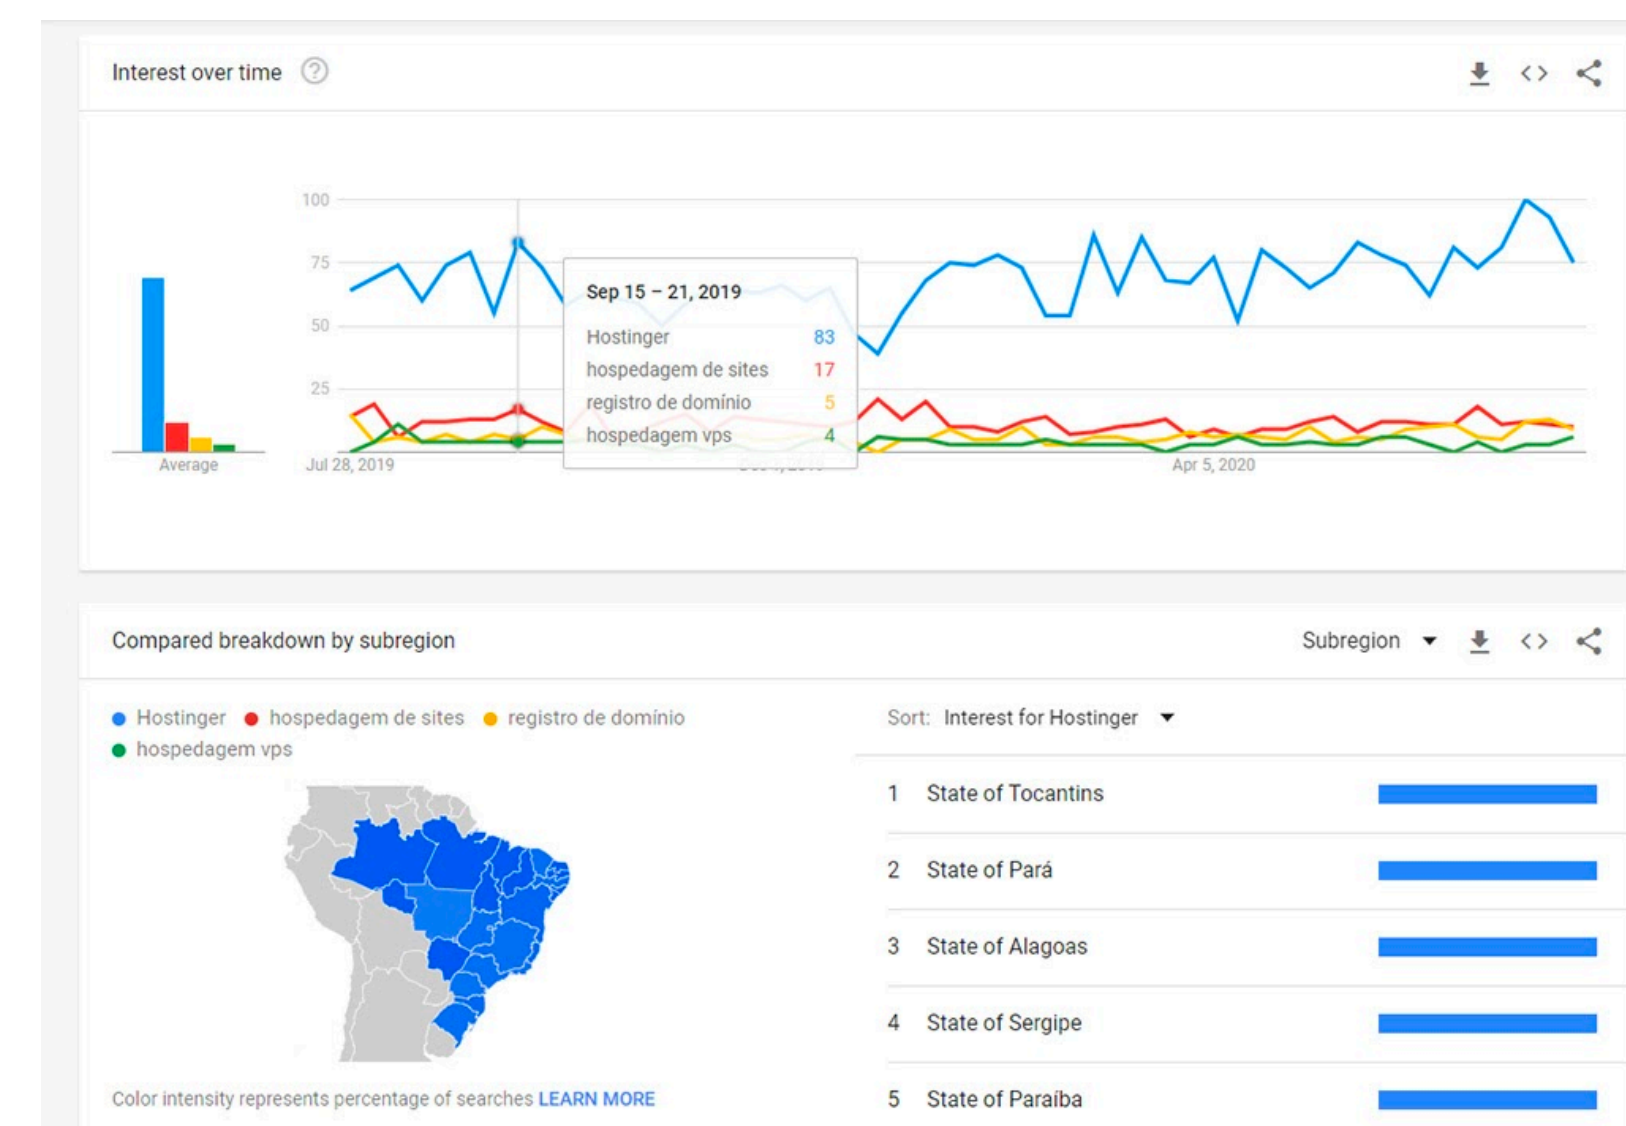 Interest over time
100
75
50
25
Average
Jul 28, 2019
Apr 5, 2020
Sep 15 – 21, 2019
Hostinger 83
hospedagem de sites 17
registro de domínio 5
hospedagem vps 4
Compared breakdown by subregion
Subregion
Hostinger hospedagem de sites registro de domínio
hospedagem vps
Color intensity represents percentage of searches LEARN MORE
Sort: Interest for Hostinger
1 State of Tocantins
2 State of Pará
3 State of Alagoas
4 State of Sergipe
5 State of Paraíba